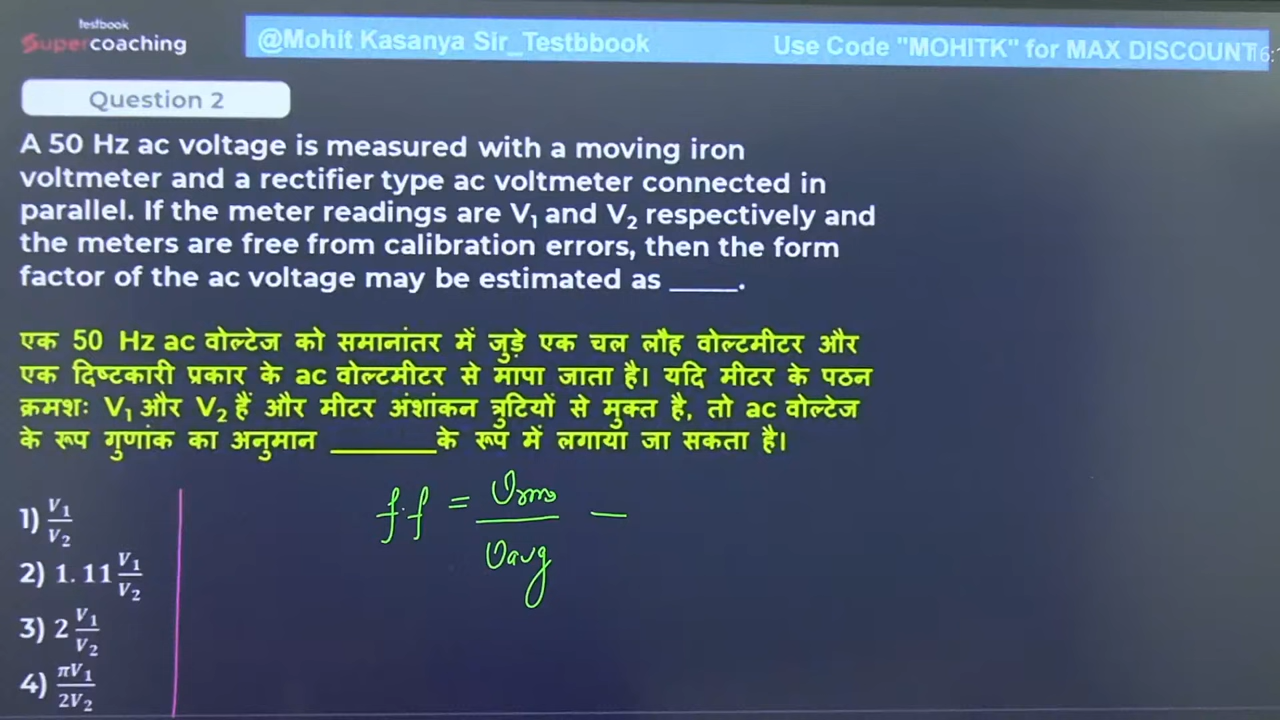 testbook
Supercoaching
@Mohit Kasanya Sir_Testbbook
Use Code "MOHITK" for MAX DISCOUNT
Question 2
A 50 Hz ac voltage is measured with a moving iron
voltmeter and a rectifier type ac voltmeter connected in
parallel. If the meter readings are V₁ and V₂ respectively and
the meters are free from calibration errors, then the form
factor of the ac voltage may be estimated as _____.
एक 50 Hz ac वोल्टेज को समानांतर में जुड़े एक चल लौह वोल्टमीटर और
एक दिष्टकारी प्रकार के ac वोल्टमीटर से मापा जाता है। यदि मीटर के पठन
क्रमशः V₁ और V₂ हैं और मीटर अंशांकन त्रुटियों से मुक्त है, तो ac वोल्टेज
के रूप गुणांक का अनुमान ________के रूप में लगाया जा सकता है।
1) V₁/V₂
2) 1.11 V₁/V₂
3) 2 V₁/V₂
4) πV₁/2V₂
f.f = Vrms/Vavg —